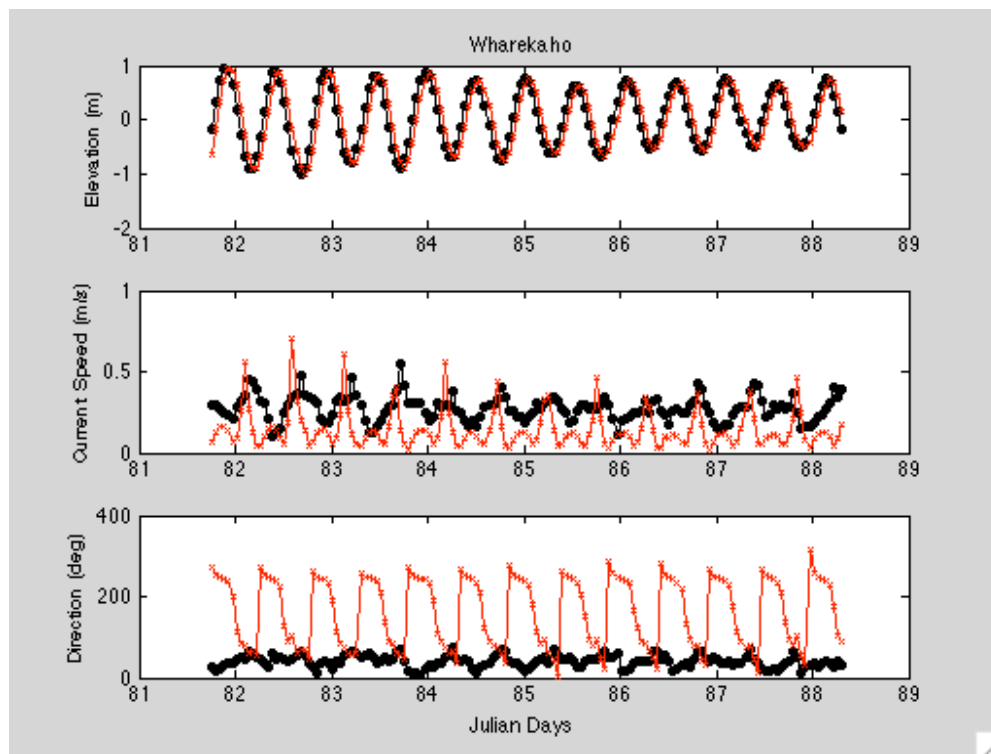 Wharekaho
Elevation (m)
1
0
-1
-2
81 82 83 84 85 86 87 88 89
Current Speed (m/s)
1
0.5
0
81 82 83 84 85 86 87 88 89
Direction (deg)
400
200
0
81 82 83 84 85 86 87 88 89
Julian Days